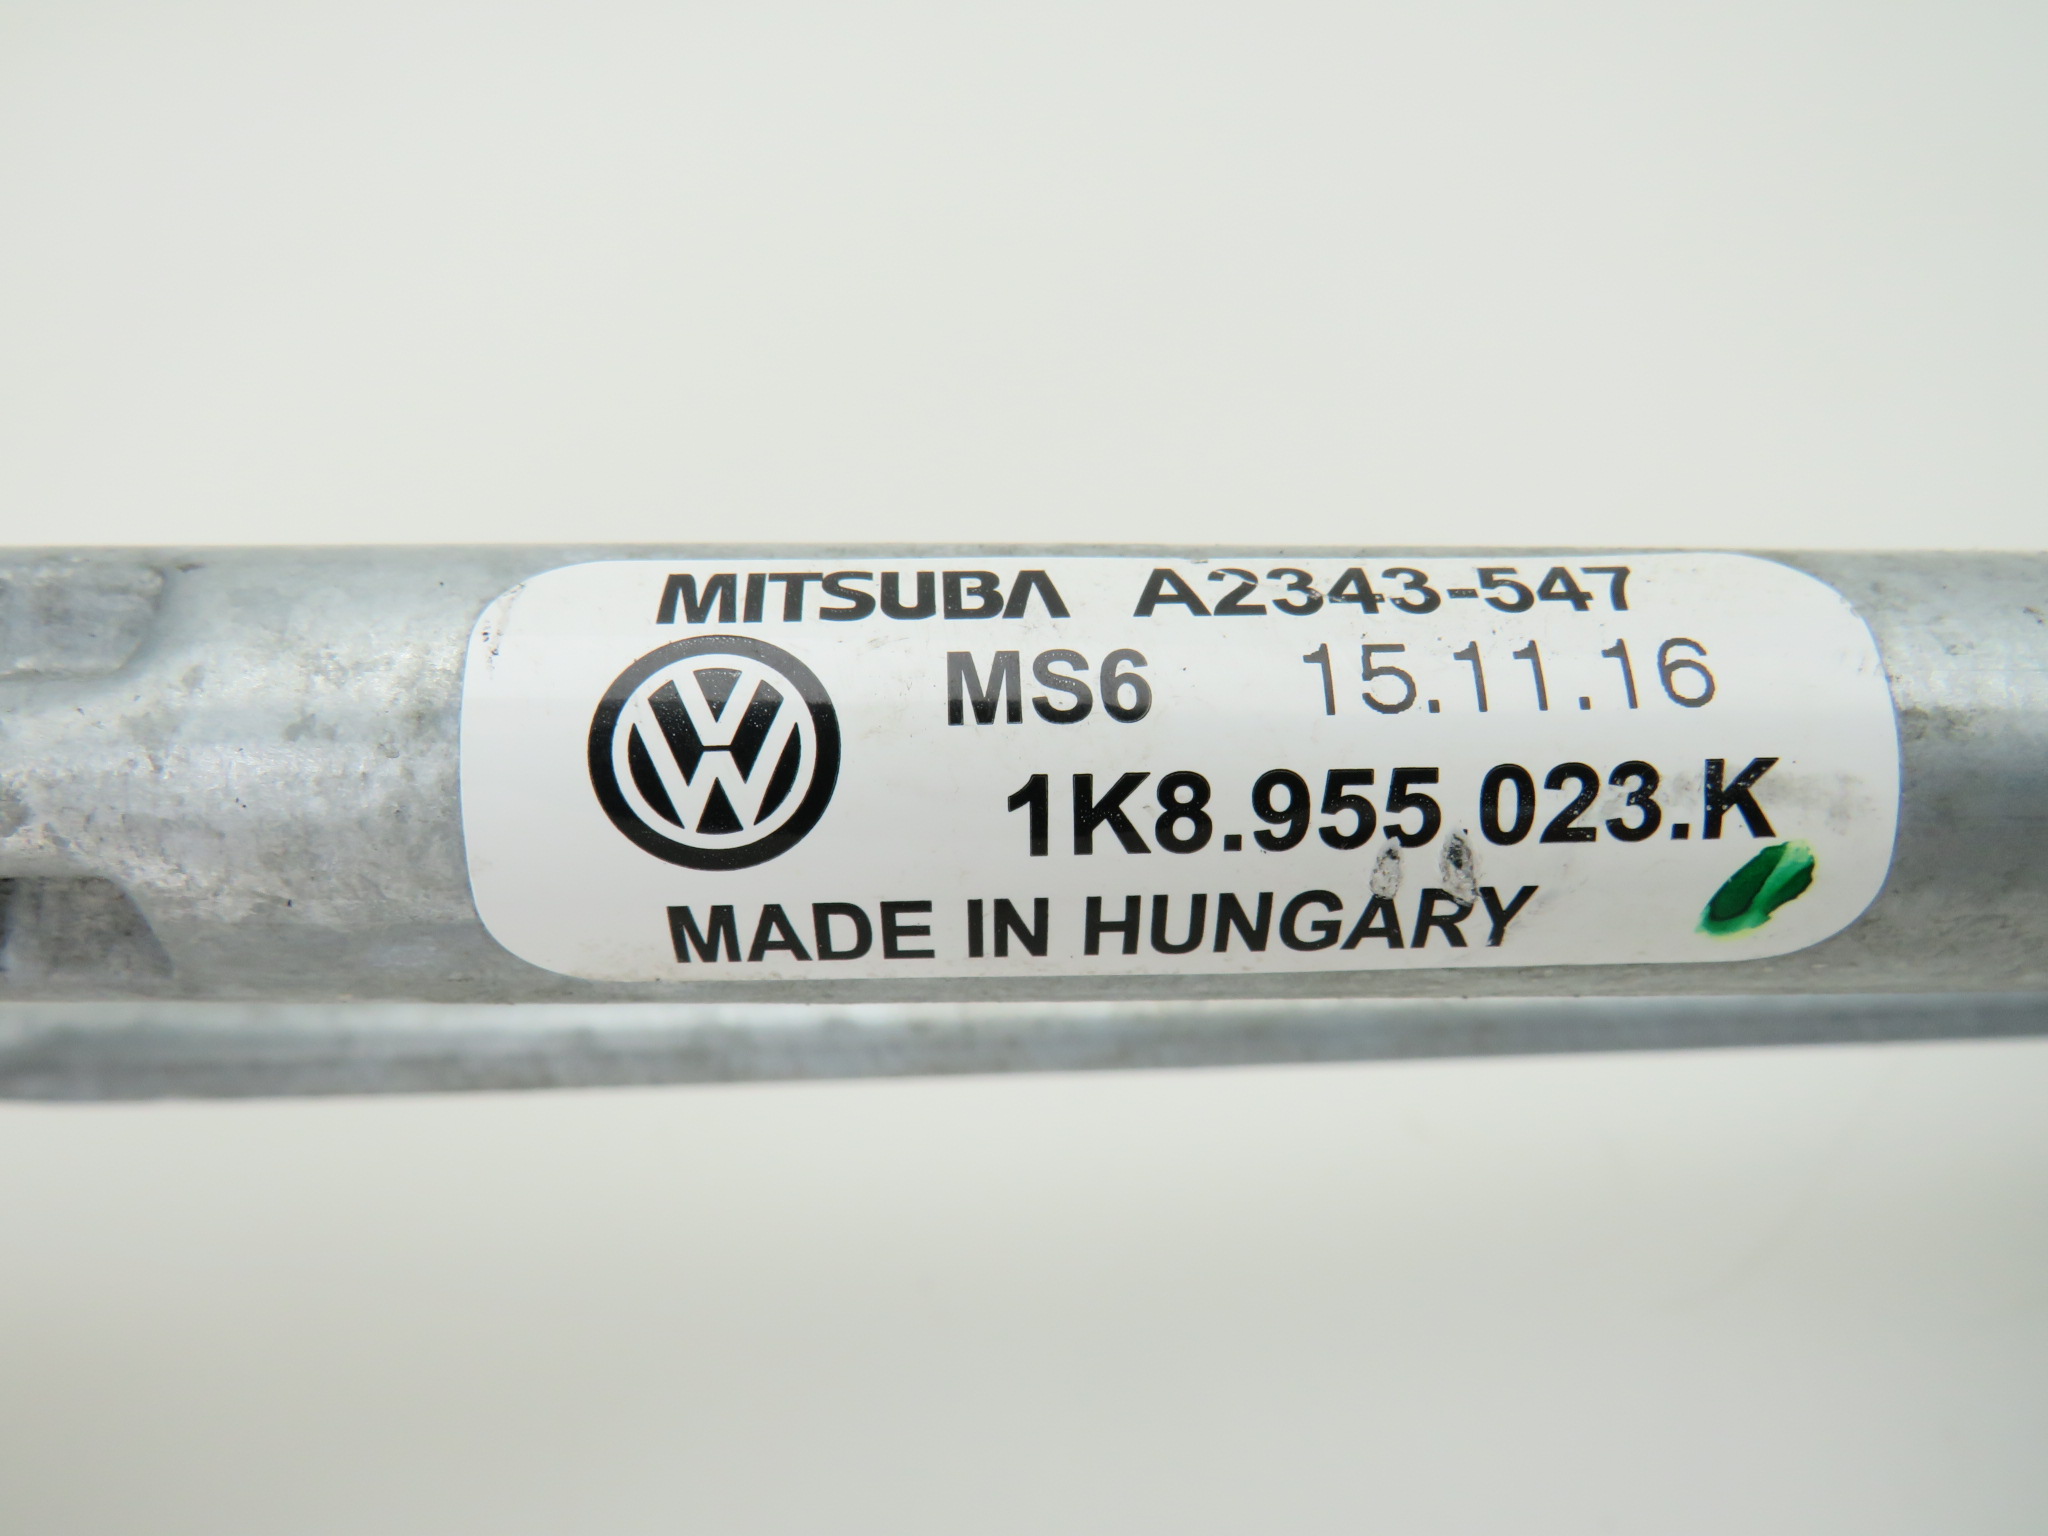 MITSUBA A2343-547
MS6 15.11.16
1K8.955.023.K
MADE IN HUNGARY